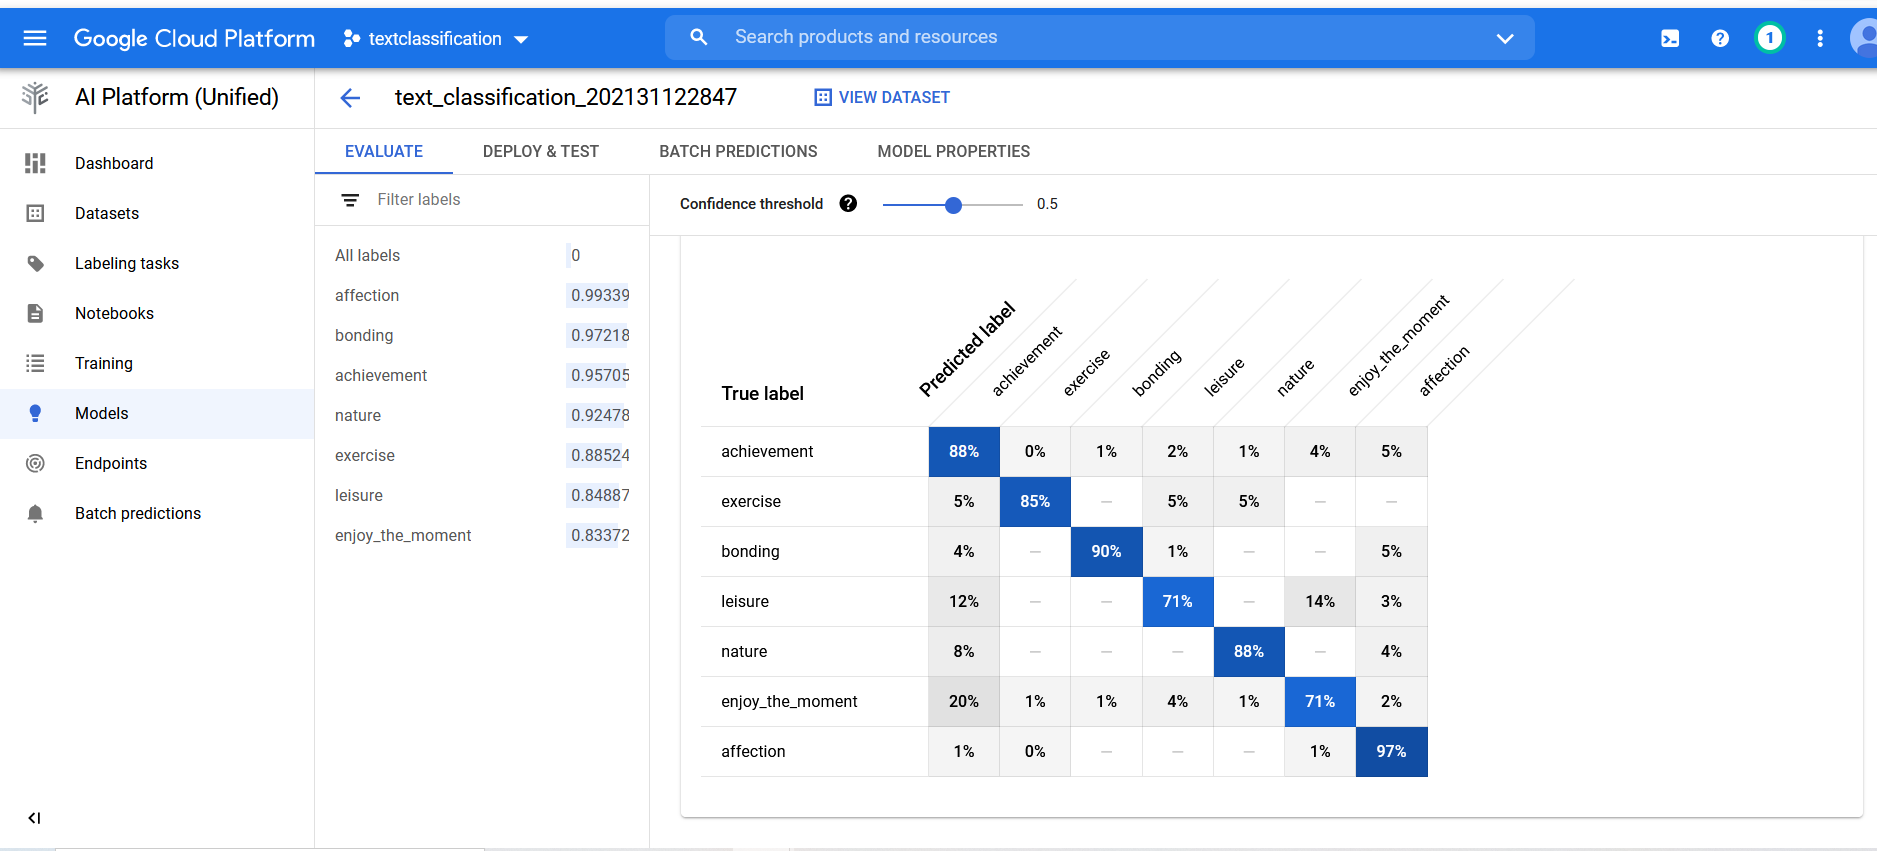 Google Cloud Platform
textclassification
Search products and resources
1
AI Platform (Unified)
text_classification_202131122847
VIEW DATASET
Dashboard
Datasets
Labeling tasks
Notebooks
Training
Models
Endpoints
Batch predictions
EVALUATE
DEPLOY & TEST
BATCH PREDICTIONS
MODEL PROPERTIES
Filter labels
All labels 0
affection 0.99339
bonding 0.97218
achievement 0.95705
nature 0.92478
exercise 0.88524
leisure 0.84887
enjoy_the_moment 0.83372
Confidence threshold ? 0.5
True label
Predicted label
achievement
exercise
bonding
leisure
nature
enjoy_the_moment
affection
achievement 88% 0% 1% 2% 1% 4% 5%
exercise 5% 85% — 5% 5% — —
bonding 4% — 90% 1% — — 5%
leisure 12% — — 71% — 14% 3%
nature 8% — — — 88% — 4%
enjoy_the_moment 20% 1% 1% 4% 1% 71% 2%
affection 1% 0% — — — 1% 97%